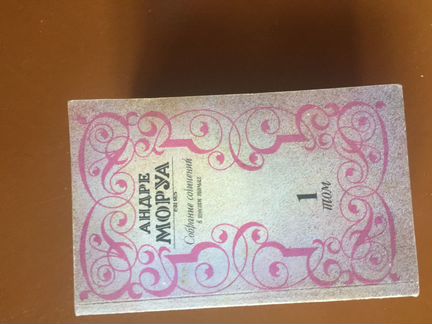 АНДРЕ
МОРУА
Собрание сочинений
в шести томах
1
том